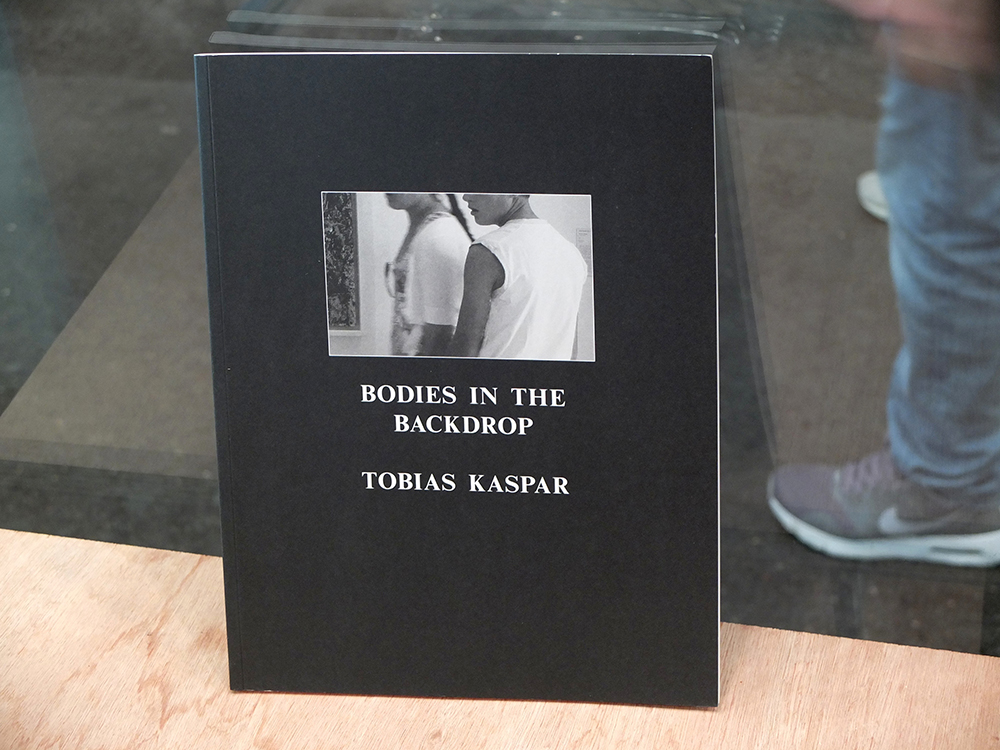 BODIES IN THE
BACKDROP
TOBIAS KASPAR